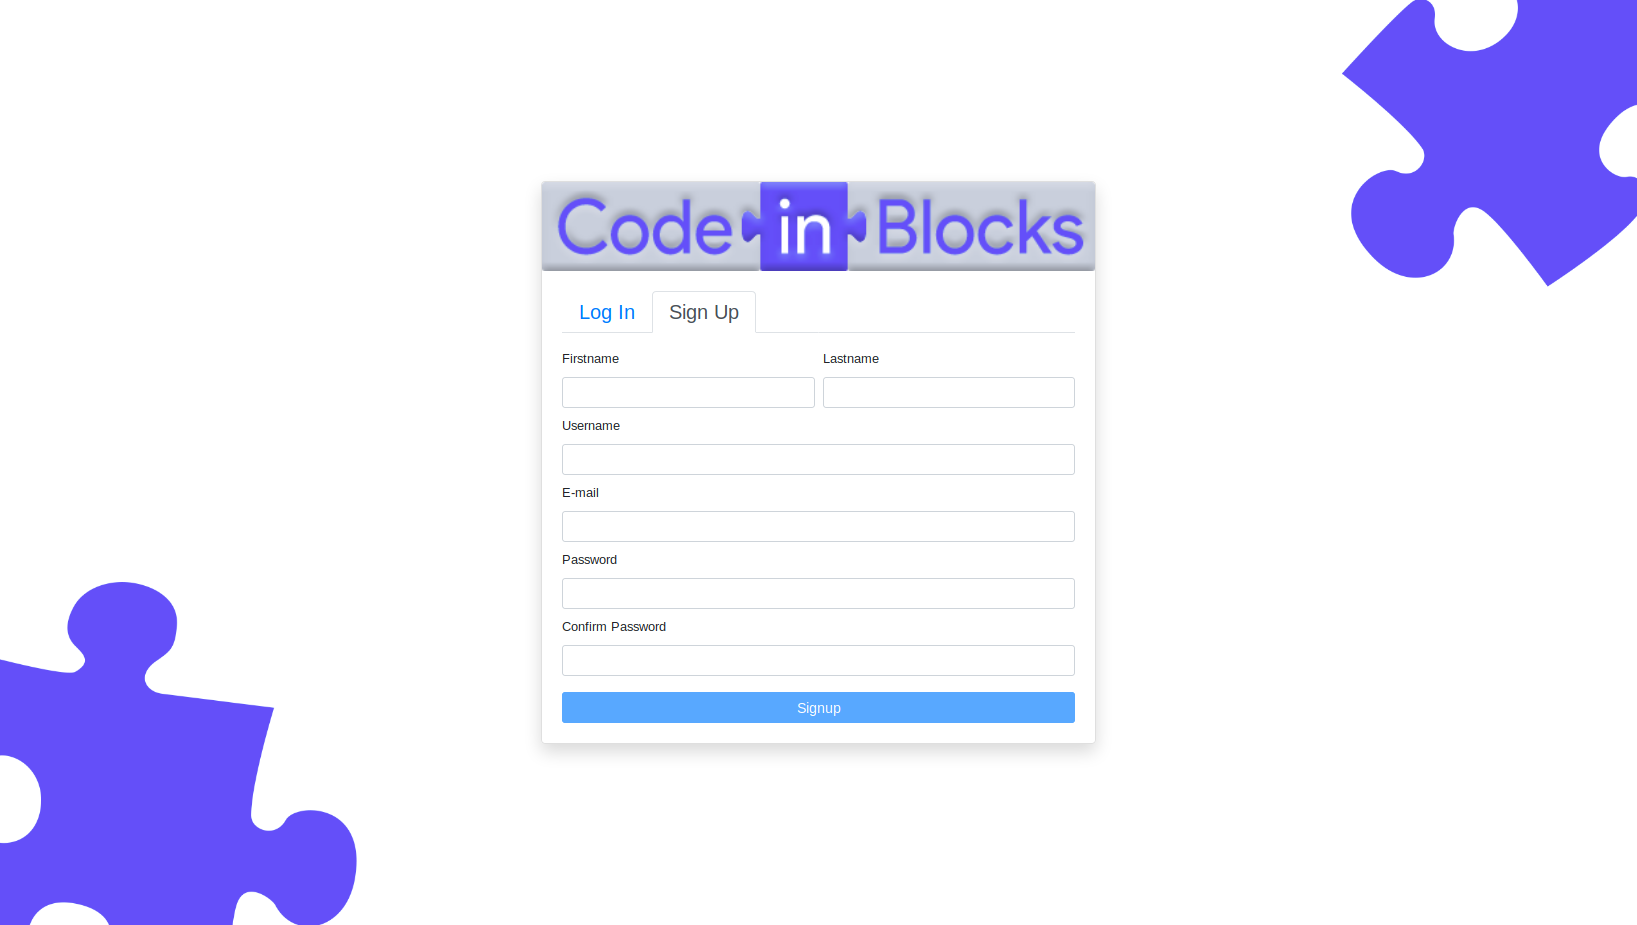 Code in Blocks
Log In Sign Up
Firstname Lastname
Username
E-mail
Password
Confirm Password
Signup